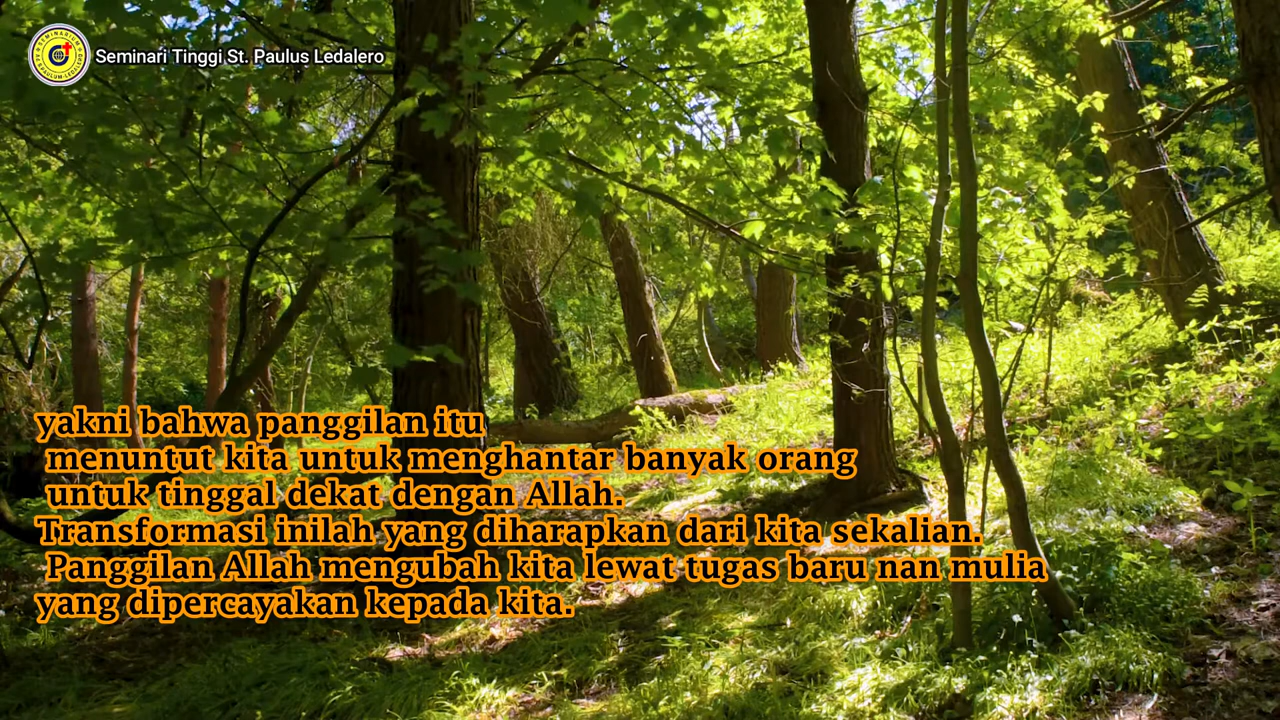 Seminari Tinggi St. Paulus Ledalero
yakni bahwa panggilan itu
menuntut kita untuk menghantar banyak orang
untuk tinggal dekat dengan Allah.
Transformasi inilah yang diharapkan dari kita sekalian.
Panggilan Allah mengubah kita lewat tugas baru nan mulia
yang dipercayakan kepada kita.